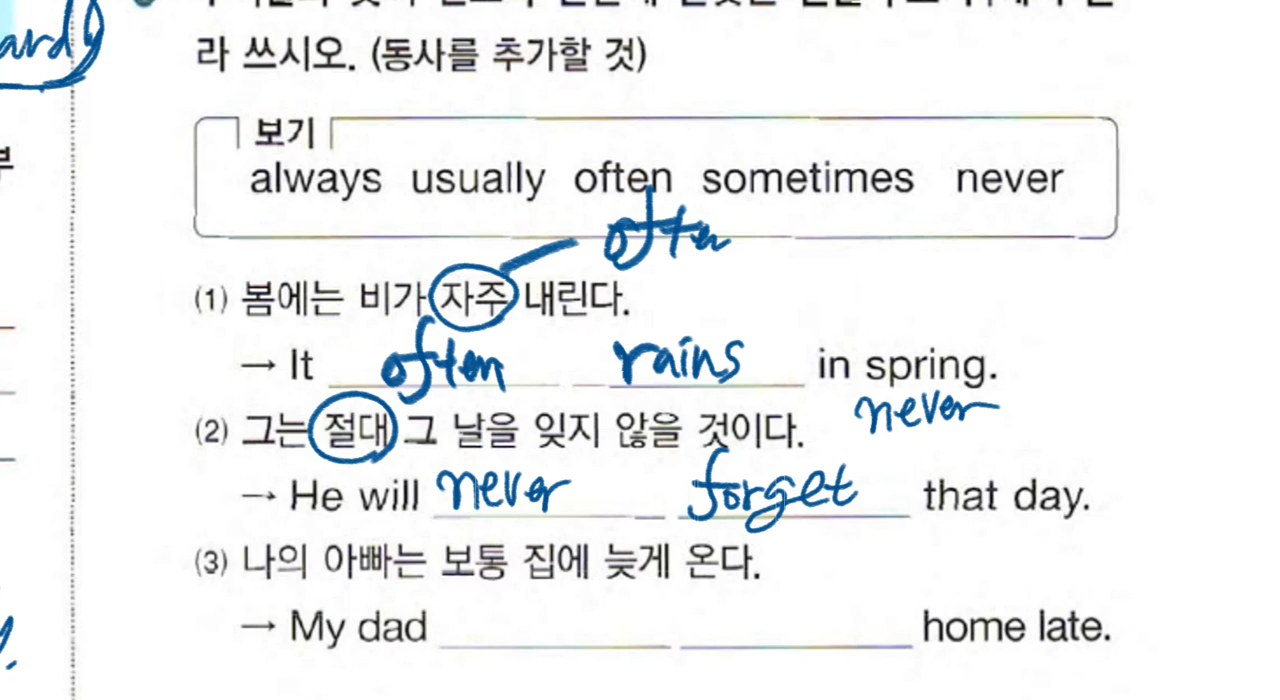 라 쓰시오. (동사를 추가할 것)
보기
always usually often sometimes never
often
(1) 봄에는 비가 자주 내린다.
→ It often rains in spring.
never
(2) 그는 절대 그 날을 잊지 않을 것이다.
→ He will never forget that day.
(3) 나의 아빠는 보통 집에 늦게 온다.
→ My dad home late.